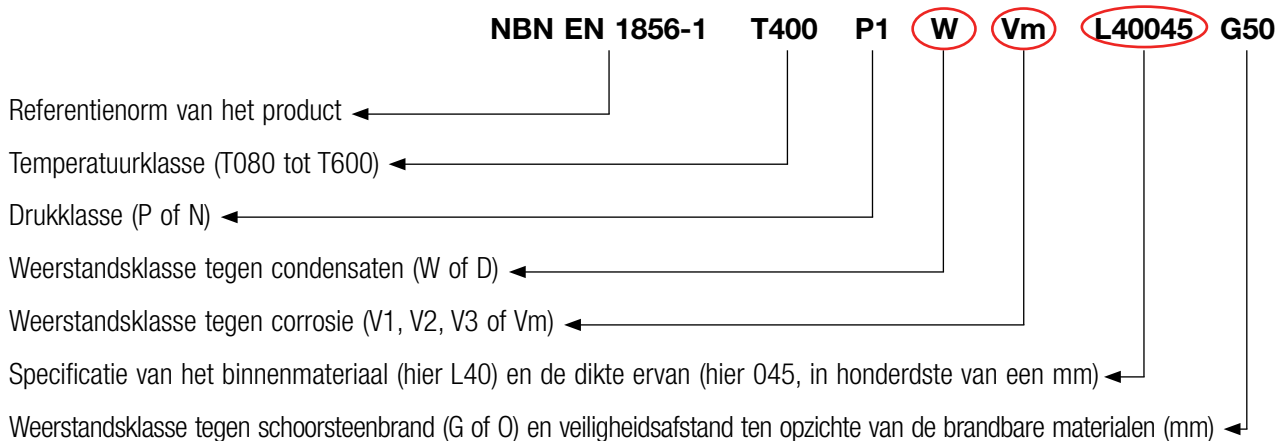 NBN EN 1856-1 T400 P1 W Vm L40045 G50
Referentienorm van het product
Temperatuurklasse (T080 tot T600)
Drukklasse (P of N)
Weerstandsklasse tegen condensaten (W of D)
Weerstandsklasse tegen corrosie (V1, V2, V3 of Vm)
Specificatie van het binnenmateriaal (hier L40) en de dikte ervan (hier 045, in honderdste van een mm)
Weerstandsklasse tegen schoorsteenbrand (G of O) en veiligheidsafstand ten opzichte van de brandbare materialen (mm)